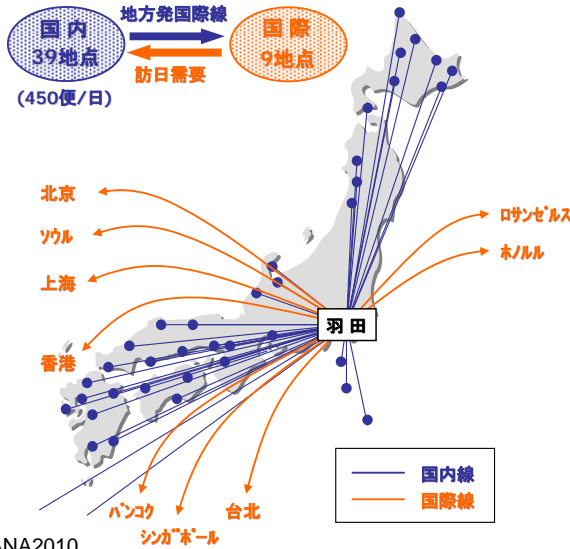 国内
39地点
(450便/日)
地方発国際線
訪日需要
国際
9地点
北京
ソウル
上海
香港
ロサンゼルス
ホノルル
羽田
バンコク
シンガポール
台北
国内線
国際線
ANA2010